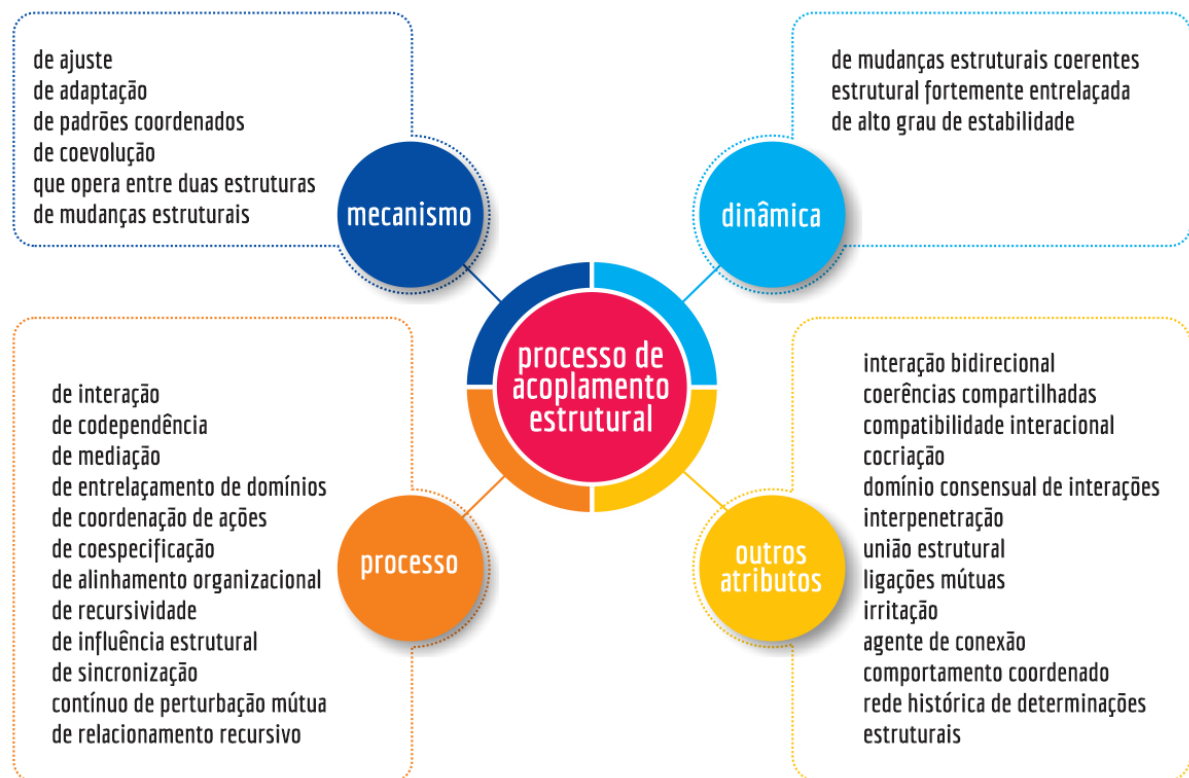 de ajuste
de adaptação
de padrões coordenados
de coevolução
que opera entre duas estruturas
de mudanças estruturais
mecanismo
de mudanças estruturais coerentes
estrutural fortemente entrelaçada
de alto grau de estabilidade
dinâmica
processo de
acoplamento
estrutural
de interação
de codependência
de mediação
de entrelaçamento de domínios
de coordenação de ações
de coespecificação
de alinhamento organizacional
de recursividade
de influência estrutural
de sincronização
contínuo de perturbação mútua
de relacionamento recursivo
processo
outros
atributos
interação bidirecional
coerências compartilhadas
compatibilidade interacional
cocriação
domínio consensual de interações
interpenetração
união estrutural
ligações mútuas
irritação
agente de conexão
comportamento coordenado
rede histórica de determinações
estruturais